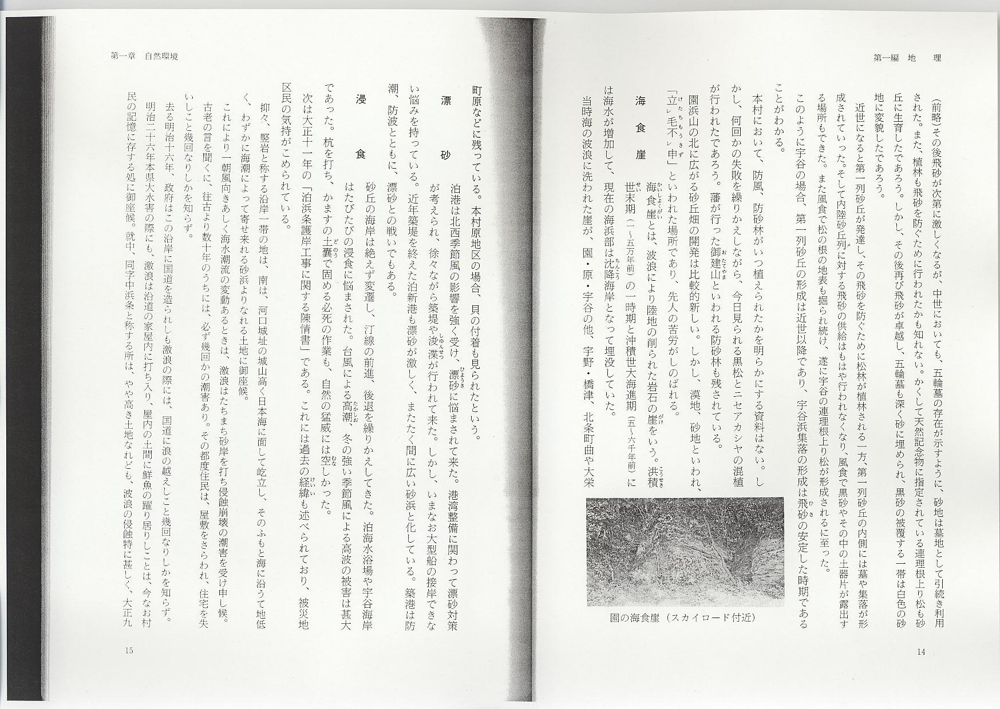 第一編　地　　理
（前略）その後飛砂が次第に激しくなるが、中世においても、五輪墓の存在が示すように、砂地は墓地として引続き利用
された。また、植林も飛砂を防ぐために行われたかも知れない。かくして天然記念物に指定されている連理根上り松も砂
丘に生育したであろう。しかし、その後再び飛砂が卓越し、五輪墓も深く砂に埋められ、黒砂の被覆する一帯は白色の砂
地に変貌したであろう。
近世になると第一列砂丘が発達し、その飛砂を防ぐために松林が植林される一方、第一列砂丘の内側には墓や集落が形
成されていった。そして内陸砂丘列に対する飛砂の供給はもはや行われなくなり、風食で黒砂やその中の土器片が露出す
る場所もできた。また風食で松の根の地表も掘られ続け、遂に宇谷の連理根上り松が形成されるに至った。
このように宇谷の場合、第一列砂丘の形成は近世以降であり、宇谷浜集落の形成は飛砂の安定した時期である
ことがわかる。
本村において、防風、防砂林がいつ植えられたかを明らかにする資料はない。し
かし、何回かの失敗を繰りかえしながら、今日見られる黒松とニセアカシヤの混植
が行われたであろう。藩が行った御建山といわれる防砂林も残されている。
園浜山の北に広がる砂丘畑の開発は比較的新しい。しかし、漠地、砂地といわれ、
「立レ毛不レ申」といわれた場所であり、先人の苦労がしのばれる。
海食崖
海食崖とは、波浪により陸地の削られた岩石の崖をいう。洪積
世末期（一～五万年前）の一時期と沖積世大海進期（五～六千年前）に
は海水が増加して、現在の海浜部は沈降海岸となって埋没していた。
当時海の波浪に洗われた崖が、園・原・宇谷の他、宇野・橋津、北条町曲や大栄
園の海食崖（スカイロード付近）
14
第一章　自然環境
町原などに残っている。本村原地区の場合、貝の付着も見られたという。
漂砂
泊港は北西季節風の影響を強く受け、漂砂に悩まされて来た。港湾整備に関わって漂砂対策
が考えられ、徐々ながら築堤や浚渫が行われて来た。しかし、いまなお大型船の接岸できな
い悩みを持っている。近年築堤を終えた泊新港も漂砂が激しく、またたく間に広い砂浜と化している。築港は防
潮、防波とともに、漂砂との戦いでもある。
浸食
砂丘の海岸は絶えず変遷し、汀線の前進、後退を繰りかえしてきた。泊海水浴場や宇谷海岸
はたびたびの浸食に悩まされた。台風による高潮、冬の強い季節風による高波の被害は甚大
であった。杭を打ち、かますの土嚢で固める必死の作業も、自然の猛威には空しかった。
次は大正十一年の「泊浜条護岸工事に関する陳情書」である。これには過去の経緯も述べられており、被災地
区民の気持がこめられている。
抑々、竪岩と称する沿岸一帯の地は、南は、河口城址の城山高く日本海に面して屹立し、そのふもと海に沿うて地低
く、わずかに海潮によって寄せ来れる砂浜よりなれる土地に御座候。
これにより一朝風向きあしく海水潮流の変動あるときは、激浪はたちまち砂岸を打ち侵蝕崩壊の潮害を受け申し候。
古老の言を聞くに、往古より数十年のうちには、必ず幾回かの潮害あり。その都度住民は、屋敷をさらわれ、住宅を失
いしこと幾回なりしかを知らず。
去る明治十六年、政府はこの沿岸に国道を造られしも激浪の際には、国道に浪の越えしこと幾回なりしかを知らず。
明治二十六年本県大水害の際にも、激浪は沿道の家屋内に打ち入り、屋内の土間に鮮魚の躍り居りしことは、今なお村
民の記憶に存する処に御座候。就中、同字中浜条と称する所は、やや高き土地なれども、波浪の侵蝕特に甚しく、大正九
15